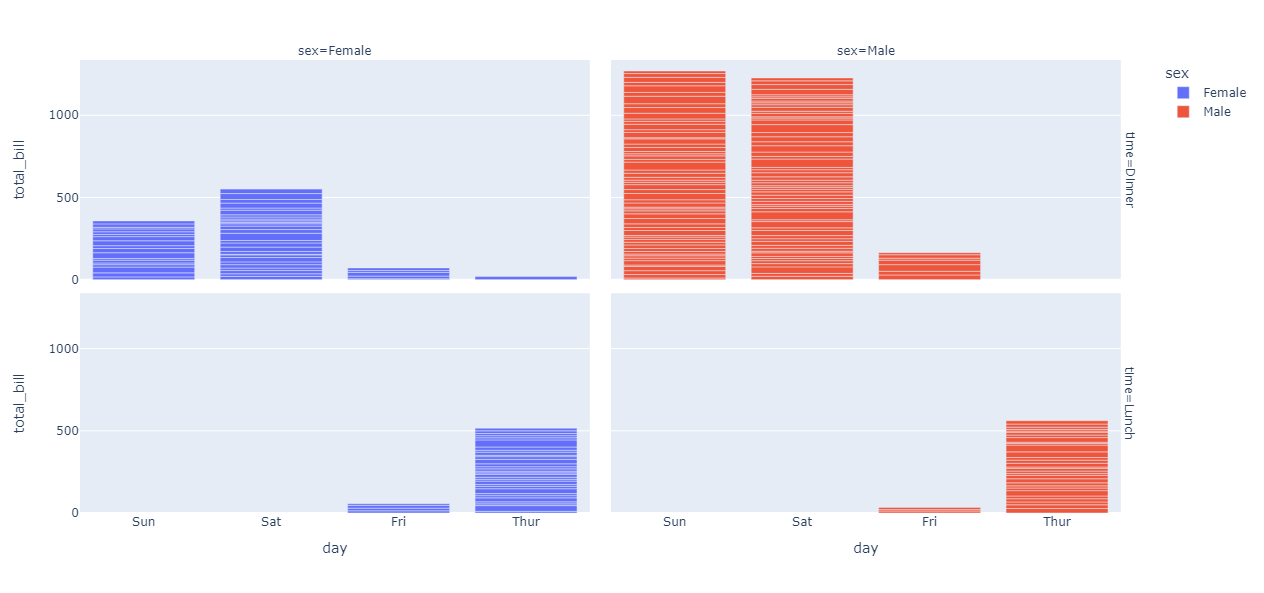 sex=Female
sex=Male
sex
Female
Male
total_bill
1000
500
0
time=Dinner
total_bill
1000
500
0
time=Lunch
Sun
Sat
Fri
Thur
Sun
Sat
Fri
Thur
day
day